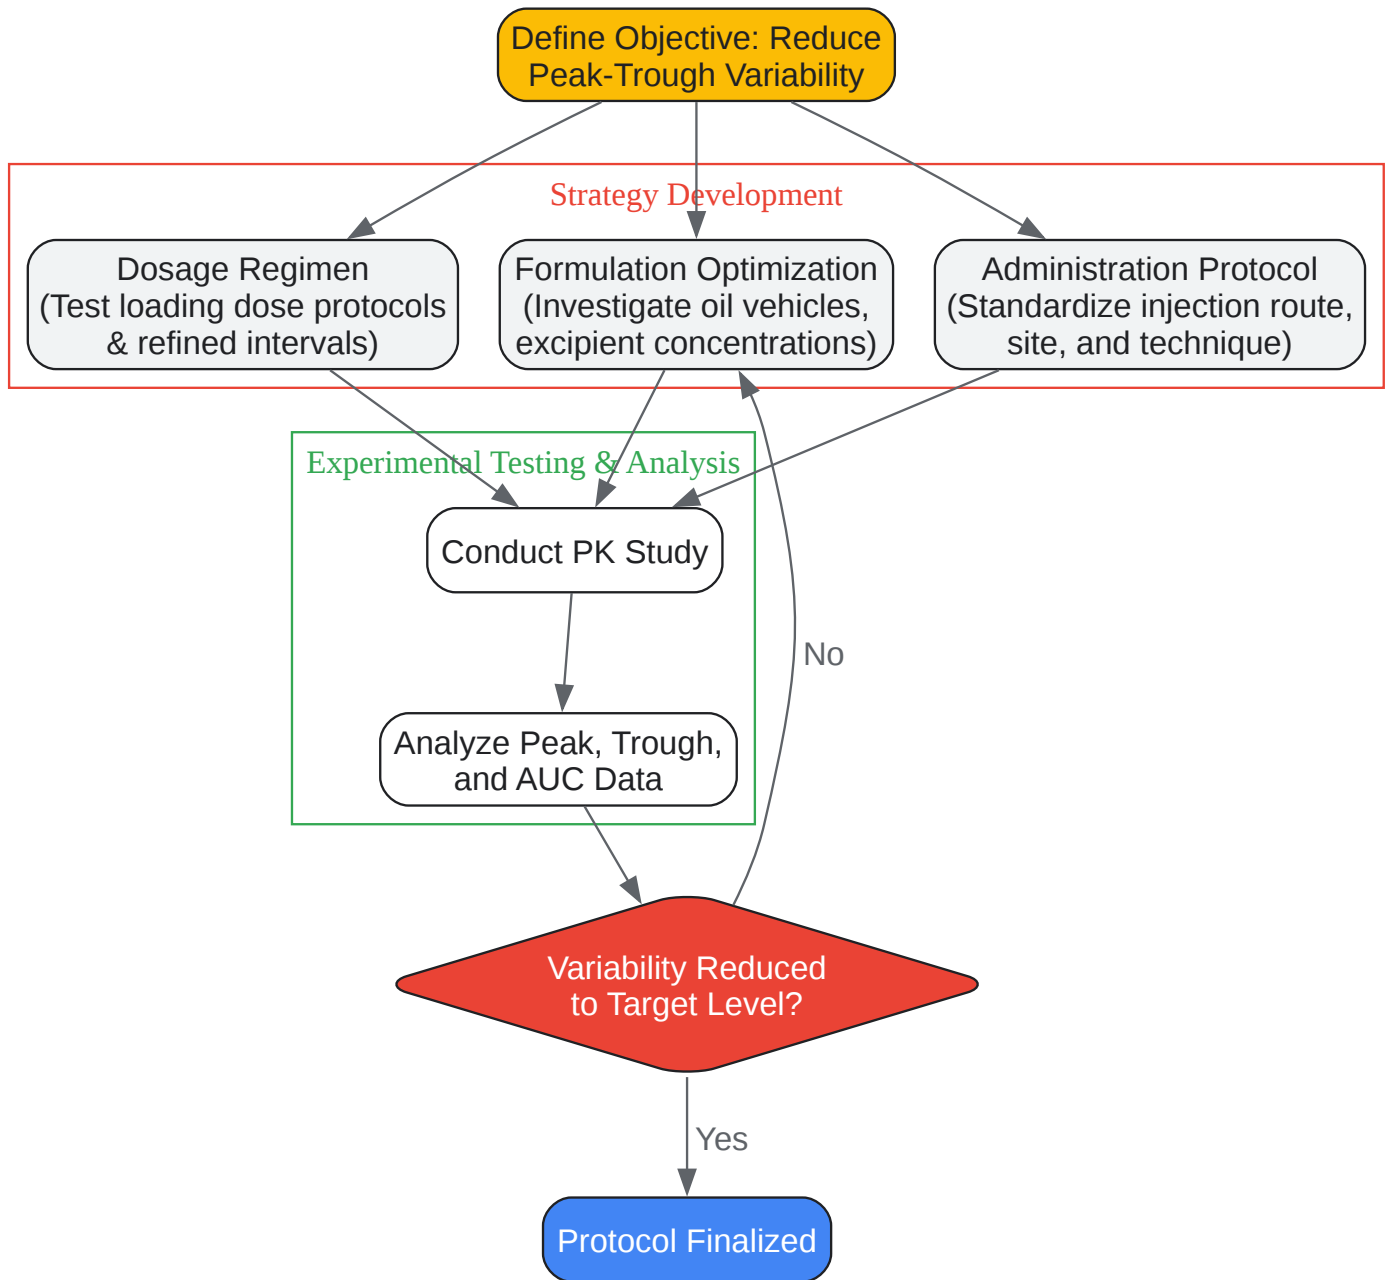 Define Objective: Reduce
Peak-Trough Variability
Strategy Development
Dosage Regimen
(Test loading dose protocols
& refined intervals)
Formulation Optimization
(Investigate oil vehicles,
excipient concentrations)
Administration Protocol
(Standardize injection route,
site, and technique)
Experimental Testing & Analysis
Conduct PK Study
No
Analyze Peak, Trough,
and AUC Data
Variability Reduced
to Target Level?
Yes
Protocol Finalized